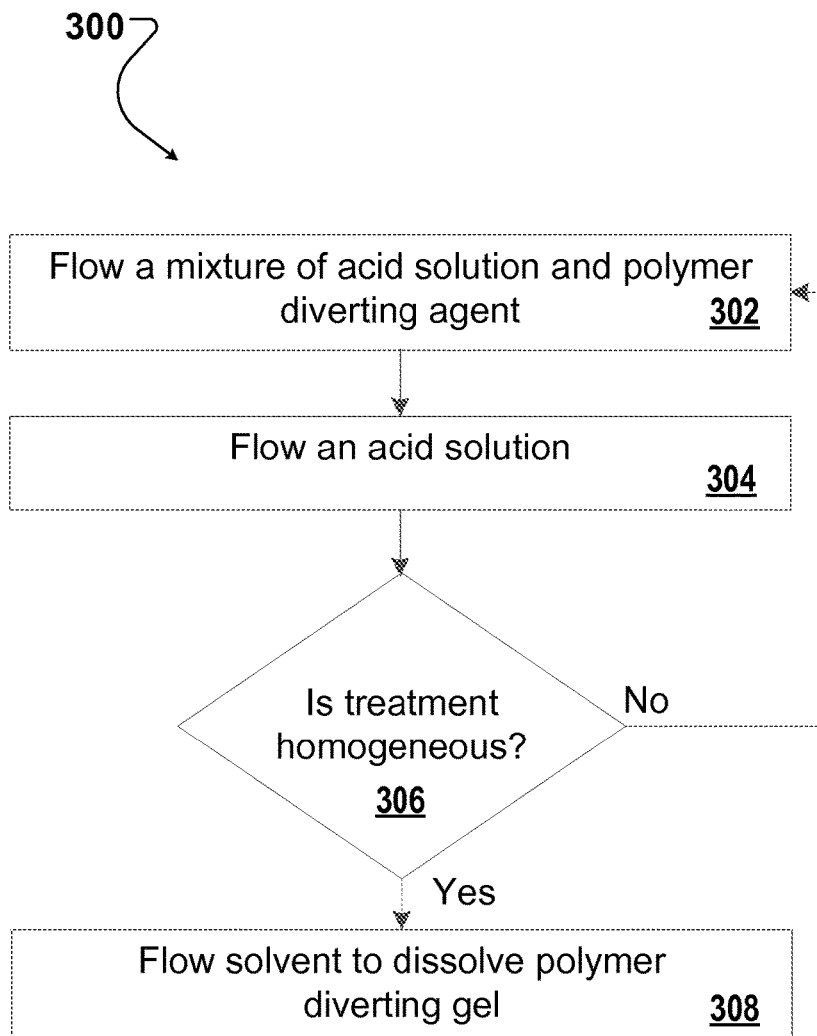 300
Flow a mixture of acid solution and polymer
diverting agent 302
Flow an acid solution
304
Is treatment
homogeneous?
306
No
Yes
Flow solvent to dissolve polymer
diverting gel 308